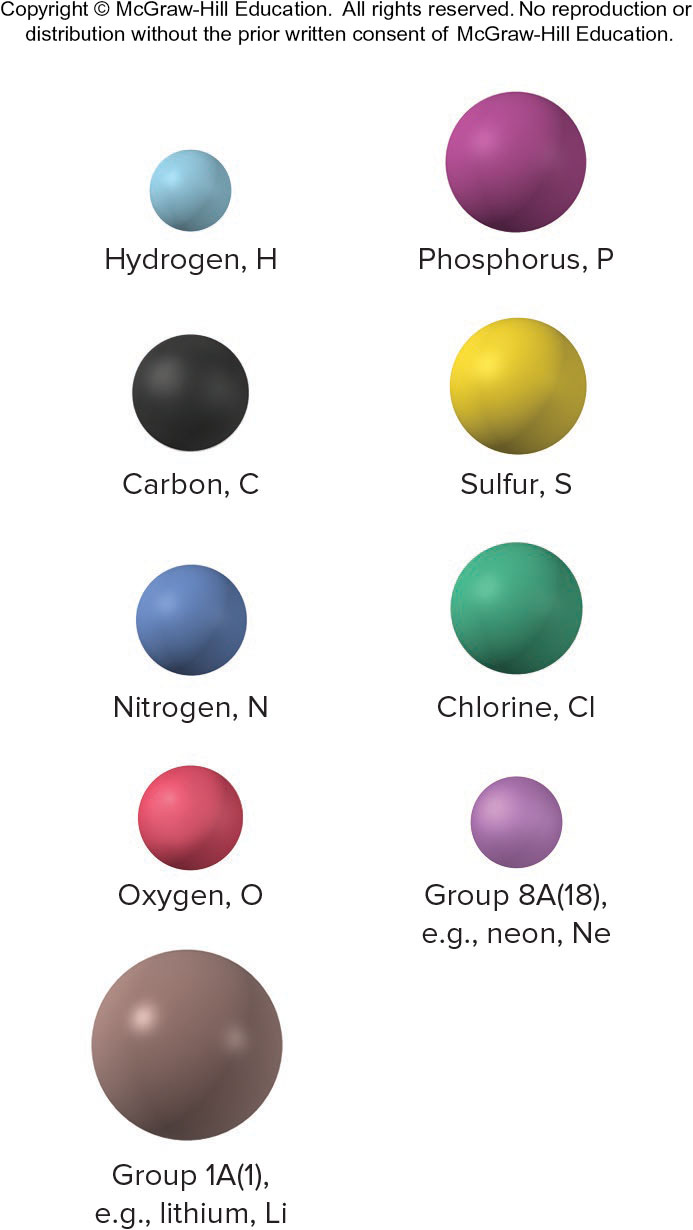 Copyright © McGraw-Hill Education. All rights reserved. No reproduction or
distribution without the prior written consent of McGraw-Hill Education.
Hydrogen, H
Phosphorus, P
Carbon, C
Sulfur, S
Nitrogen, N
Chlorine, Cl
Oxygen, O
Group 8A(18),
e.g., neon, Ne
Group 1A(1),
e.g., lithium, Li